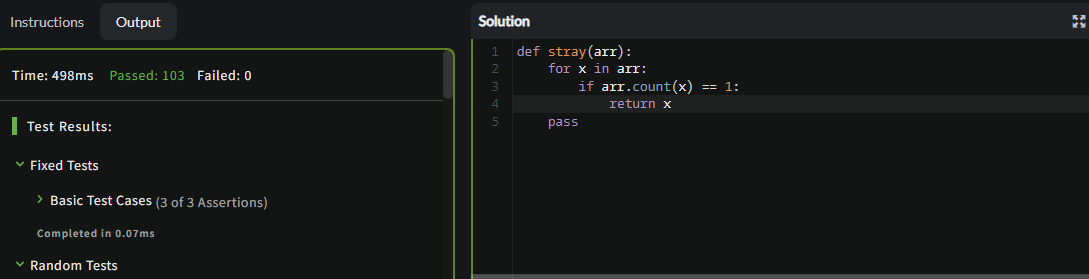 Instructions Output
Time: 498ms Passed: 103 Failed: 0
Test Results:
Fixed Tests
Basic Test Cases (3 of 3 Assertions)
Completed in 0.07ms
Random Tests
Solution
1 def stray(arr):
2     for x in arr:
3         if arr.count(x) == 1:
4             return x
5     pass